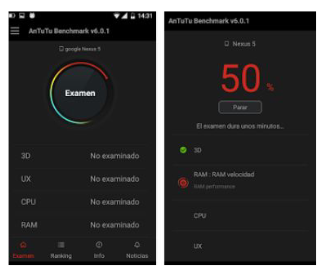 14:31
AnTuTu Benchmark v6.0.1
google Nexus 5
Examen
3D No examinado
UX No examinado
CPU No examinado
RAM No examinado
Examen Ranking Info Noticias
AnTuTu Benchmark v6.0.1
Nexus 5
50 %
Parar
El examen dura unos minutos...
3D
RAM : RAM velocidad
RAM performance
CPU
UX